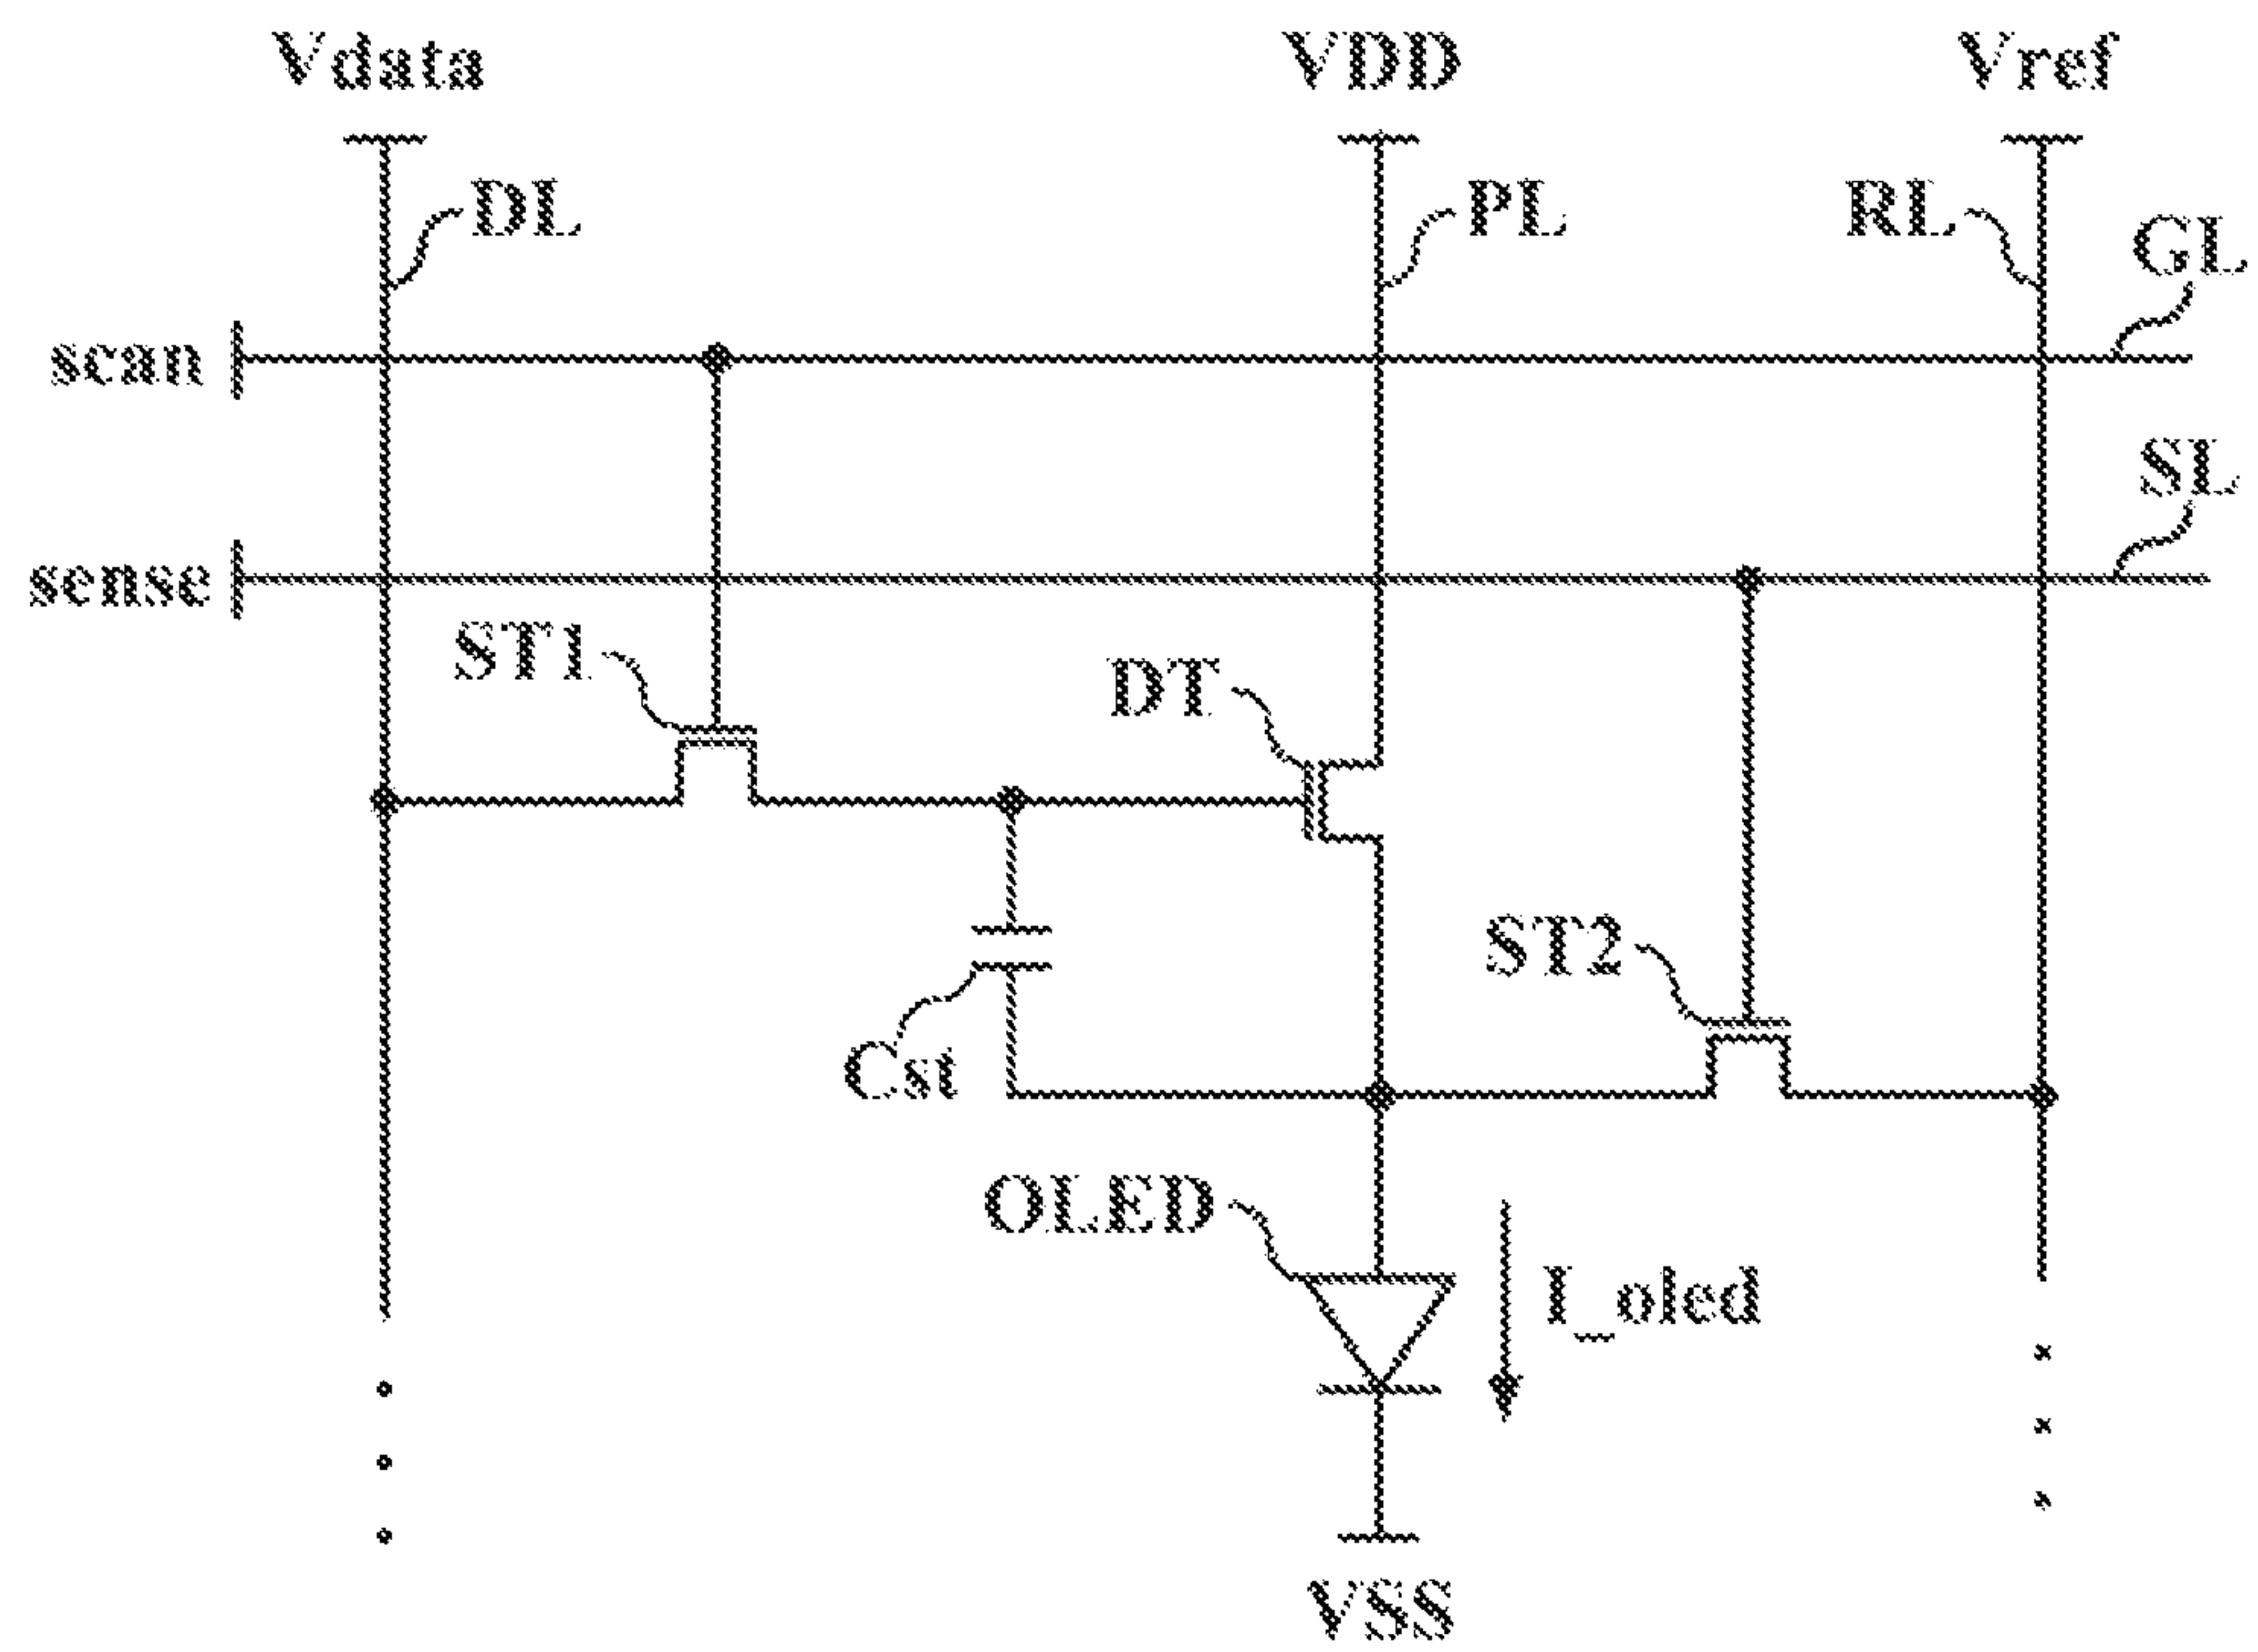 Vdata
VDD
Vref
DL
PL
RL
GL
scan
SL
sense
ST1
DT
ST2
Cst
OLED
I_oled
VSS